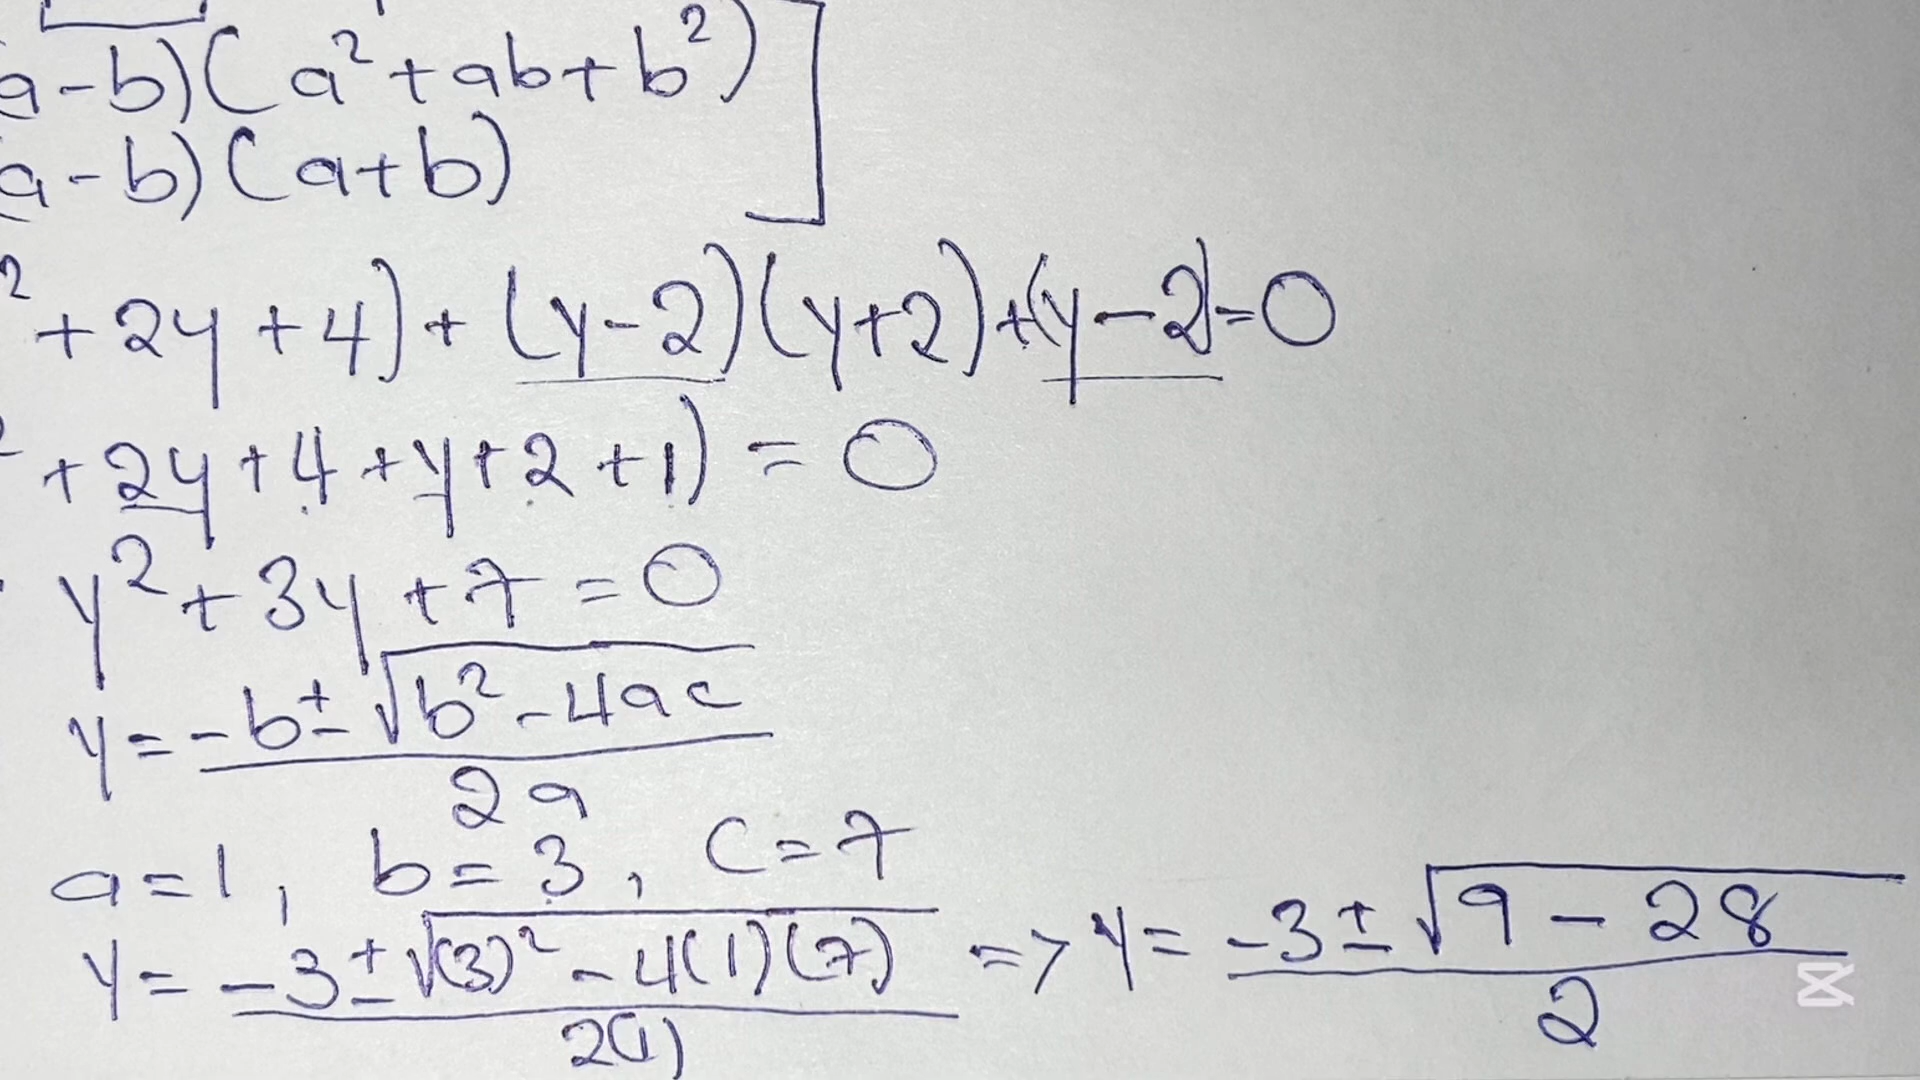 a-b)(a²+ab+b²)]
a-b)(a+b)
²+2y+4)+(y-2)(y+2)+(y-2)=0
²+2y+4+y+2+1)=0
y²+3y+7=0
y=-b±√b²-4ac
2a
a=1, b=3, c=7
y=-3±√(3)²-4(1)(7) => y=-3±√9-28
2(1) 2